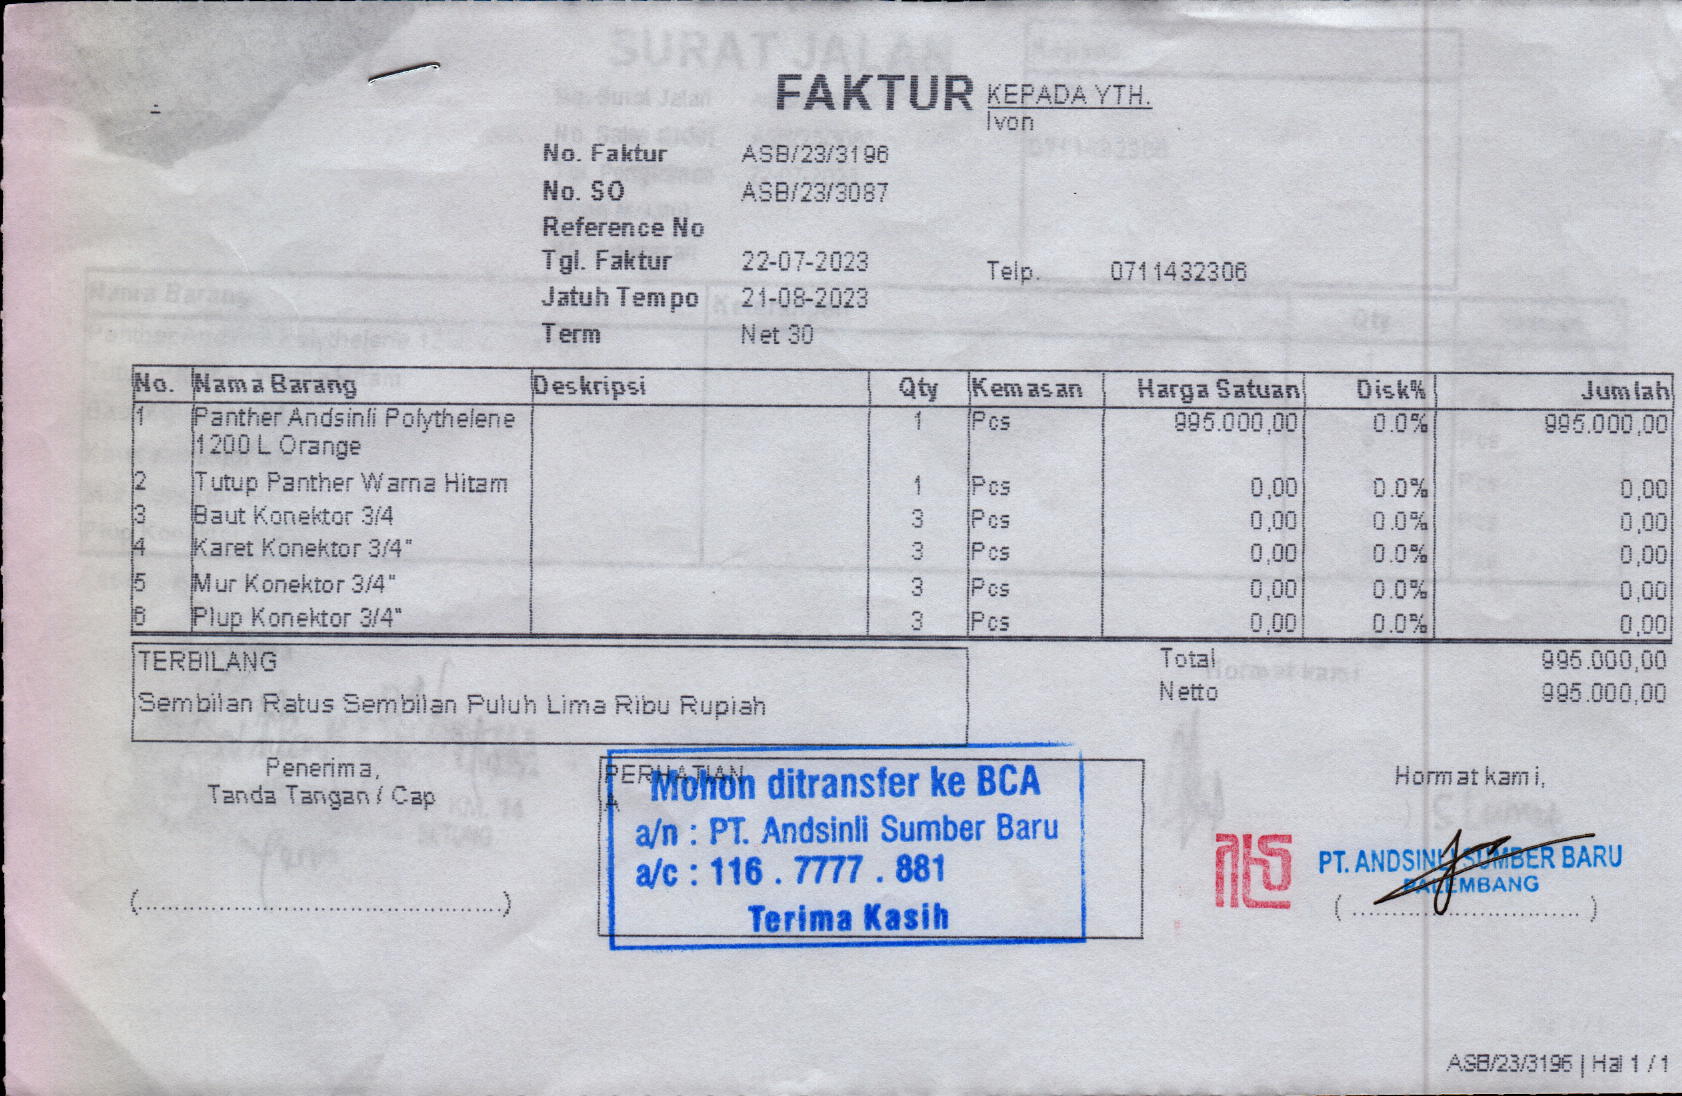 FAKTUR
KEPADA YTH.
Ivon
No. Faktur ASB/23/3196
No. SO ASB/23/3087
Reference No
Tgl. Faktur 22-07-2023
Telp. 0711432306
Jatuh Tempo 21-08-2023
Term Net 30
No. Nama Barang Deskripsi Qty Kemasan Harga Satuan Disk% Jumlah
1 Panther Andsinli Polythelene 1 Pcs 995.000,00 0.0% 995.000,00
1200 L Orange
2 Tutup Panther Warna Hitam 1 Pcs 0,00 0.0% 0,00
3 Baut Konektor 3/4 3 Pcs 0,00 0.0% 0,00
4 Karet Konektor 3/4" 3 Pcs 0,00 0.0% 0,00
5 Mur Konektor 3/4" 3 Pcs 0,00 0.0% 0,00
6 Plup Konektor 3/4" 3 Pcs 0,00 0.0% 0,00
TERBILANG
Sembilan Ratus Sembilan Puluh Lima Ribu Rupiah
Total 995.000,00
Netto 995.000,00
Penerima,
Tanda Tangan / Cap
(................................................)
PERHATIAN
A
Mohon ditransfer ke BCA
a/n : PT. Andsinli Sumber Baru
a/c : 116 . 7777 . 881
Terima Kasih
Hormat kami,
PT. ANDSINLI SUMBER BARU
PALEMBANG
( .............................. )
ASB/23/3196 | Hal 1 / 1